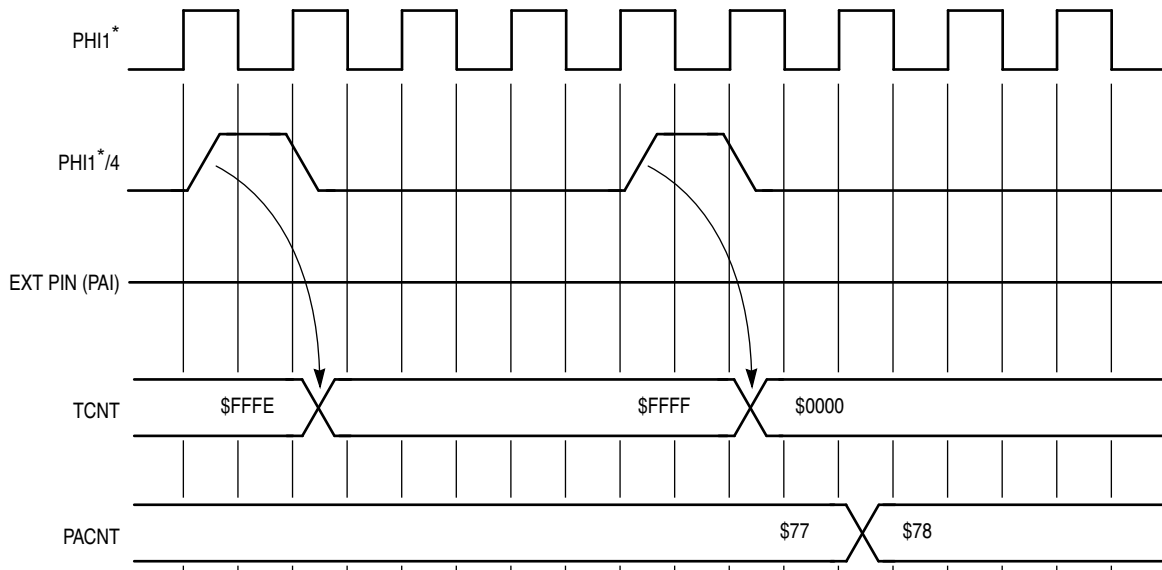 PHI1*
PHI1*/4
EXT PIN (PAI)
TCNT
$FFFE
$FFFF
$0000
PACNT
$77
$78